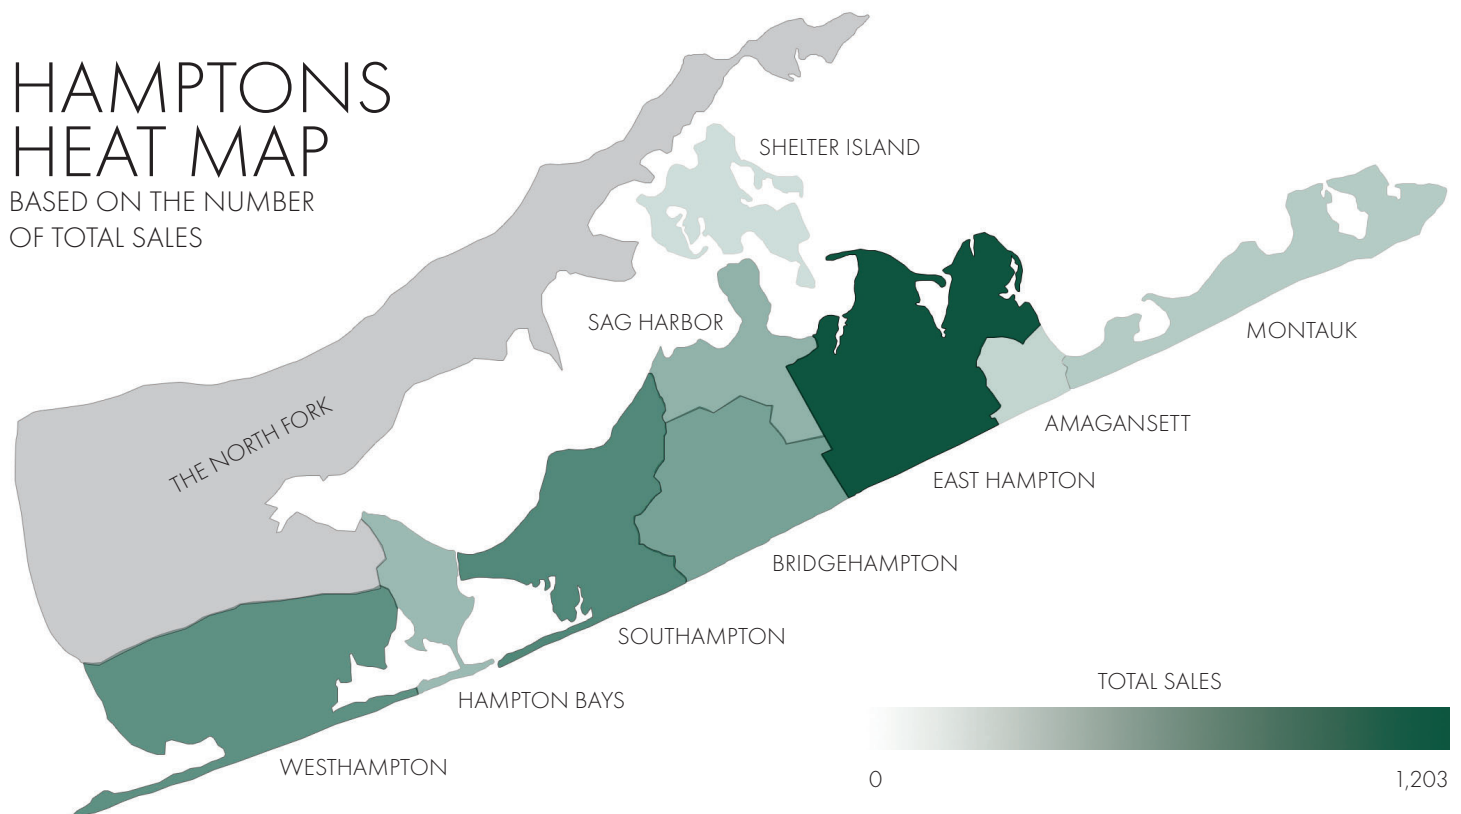 HAMPTONS
HEAT MAP
BASED ON THE NUMBER
OF TOTAL SALES
SHELTER ISLAND
SAG HARBOR
MONTAUK
THE NORTH FORK
AMAGANSETT
EAST HAMPTON
BRIDGEHAMPTON
SOUTHAMPTON
HAMPTON BAYS
WESTHAMPTON
TOTAL SALES
0
1,203